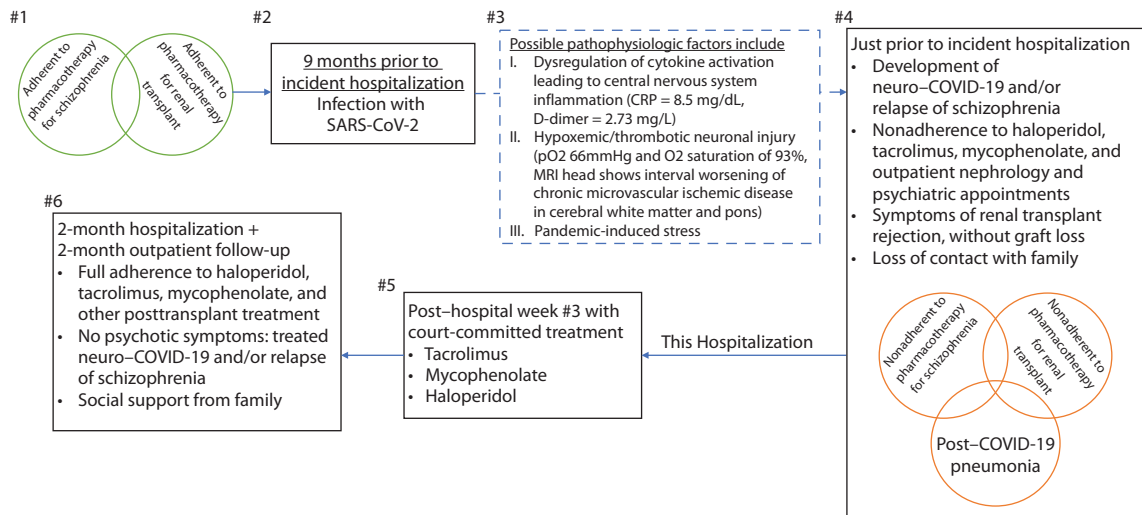 #1
Adherent to
pharmacotherapy
for schizophrenia
Adherent to
pharmacotherapy
for renal
transplant
#2
9 months prior to
incident hospitalization
Infection with
SARS-CoV-2
#3
Possible pathophysiologic factors include
I. Dysregulation of cytokine activation
leading to central nervous system
inflammation (CRP = 8.5 mg/dL,
D-dimer = 2.73 mg/L)
II. Hypoxemic/thrombotic neuronal injury
(pO2 66mmHg and O2 saturation of 93%,
MRI head shows interval worsening of
chronic microvascular ischemic disease
in cerebral white matter and pons)
III. Pandemic-induced stress
#4
Just prior to incident hospitalization
• Development of
neuro–COVID-19 and/or
relapse of schizophrenia
• Nonadherence to haloperidol,
tacrolimus, mycophenolate, and
outpatient nephrology and
psychiatric appointments
• Symptoms of renal transplant
rejection, without graft loss
• Loss of contact with family
Nonadherent to
pharmacotherapy
for schizophrenia
Nonadherent to
pharmacotherapy
for renal
transplant
Post–COVID-19
pneumonia
This Hospitalization
#5
Post–hospital week #3 with
court-committed treatment
• Tacrolimus
• Mycophenolate
• Haloperidol
#6
2-month hospitalization +
2-month outpatient follow-up
• Full adherence to haloperidol,
tacrolimus, mycophenolate, and
other posttransplant treatment
• No psychotic symptoms: treated
neuro–COVID-19 and/or relapse
of schizophrenia
• Social support from family